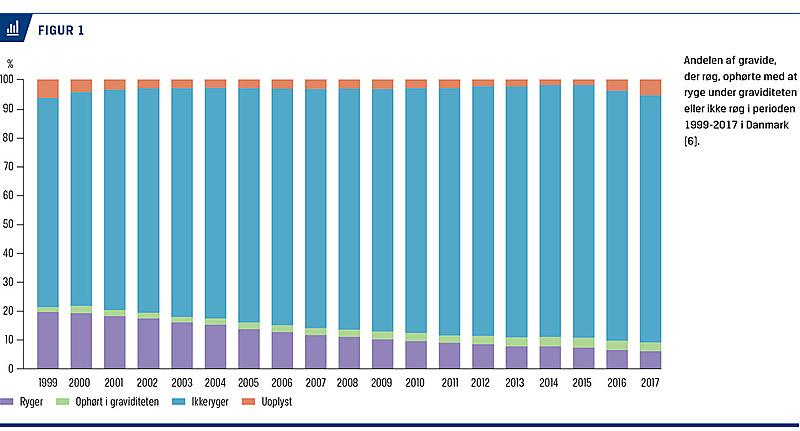 FIGUR 1
%
100
90
80
70
60
50
40
30
20
10
0
1999 2000 2001 2002 2003 2004 2005 2006 2007 2008 2009 2010 2011 2012 2013 2014 2015 2016 2017
Ryger Ophørt i graviditeten Ikkeryger Uoplyst
Andelen af gravide,
der røg, ophørte med at
ryge under graviditeten
eller ikke røg i perioden
1999-2017 i Danmark
[6].